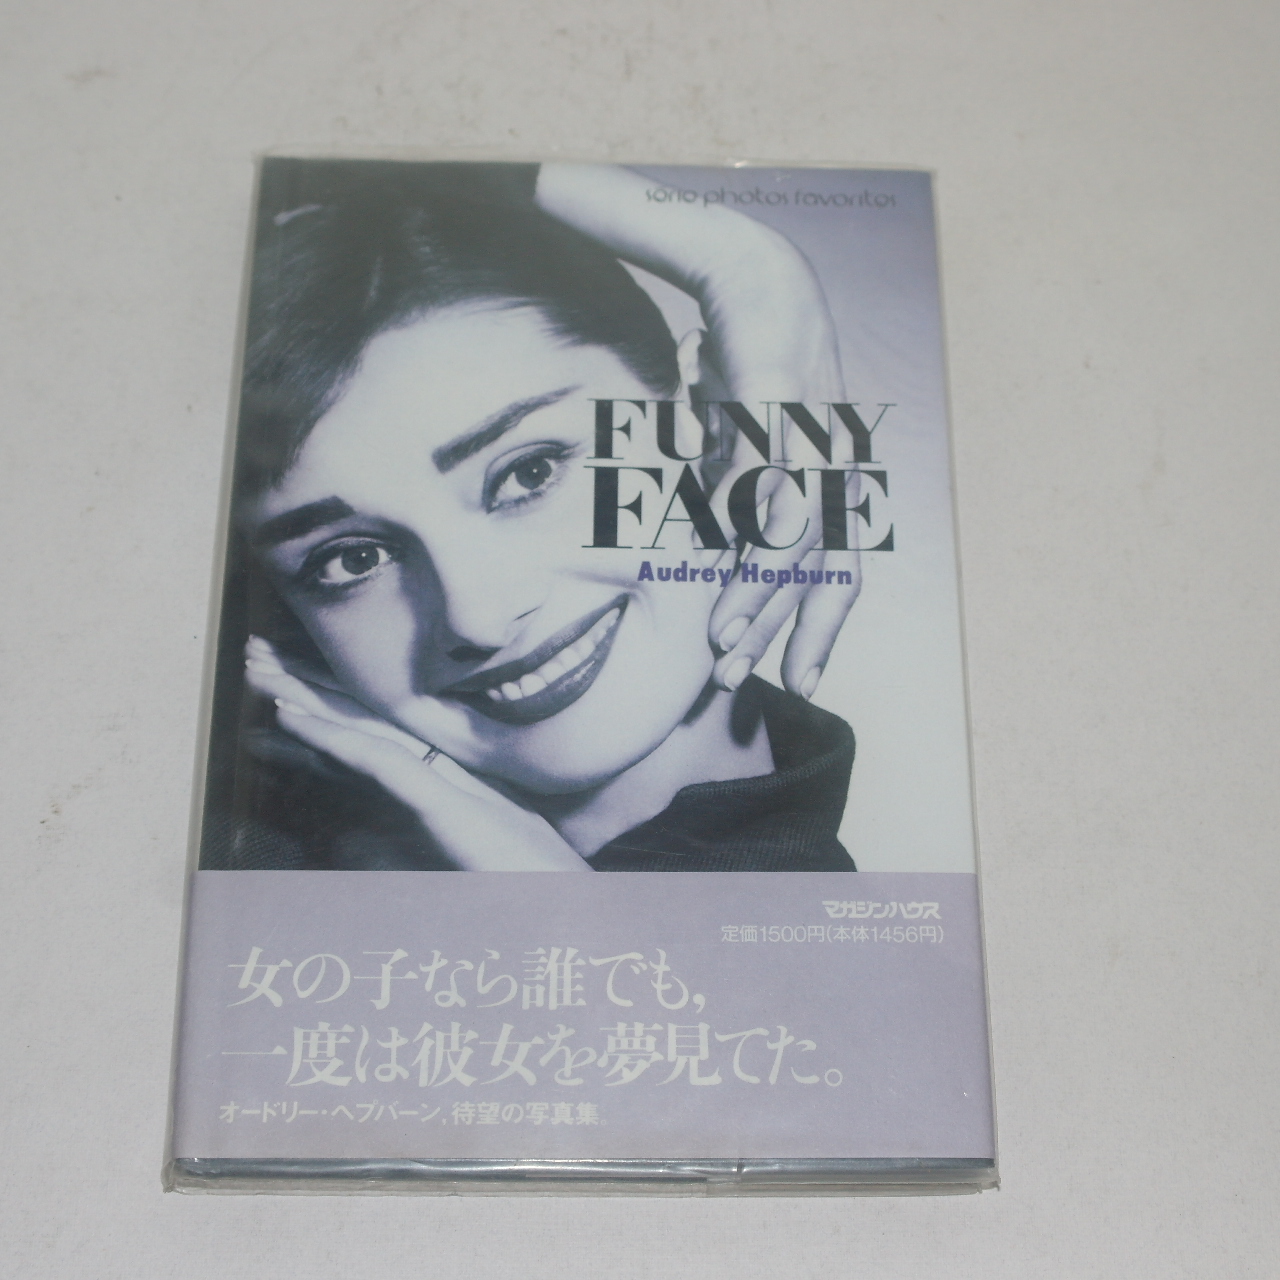 série photos favorites
FUNNY
FACE
Audrey Hepburn
マガジンハウス
定価1500円(本体1456円)
女の子なら誰でも,
一度は彼女を夢見てた。
オードリー・ヘプバーン,待望の写真集。